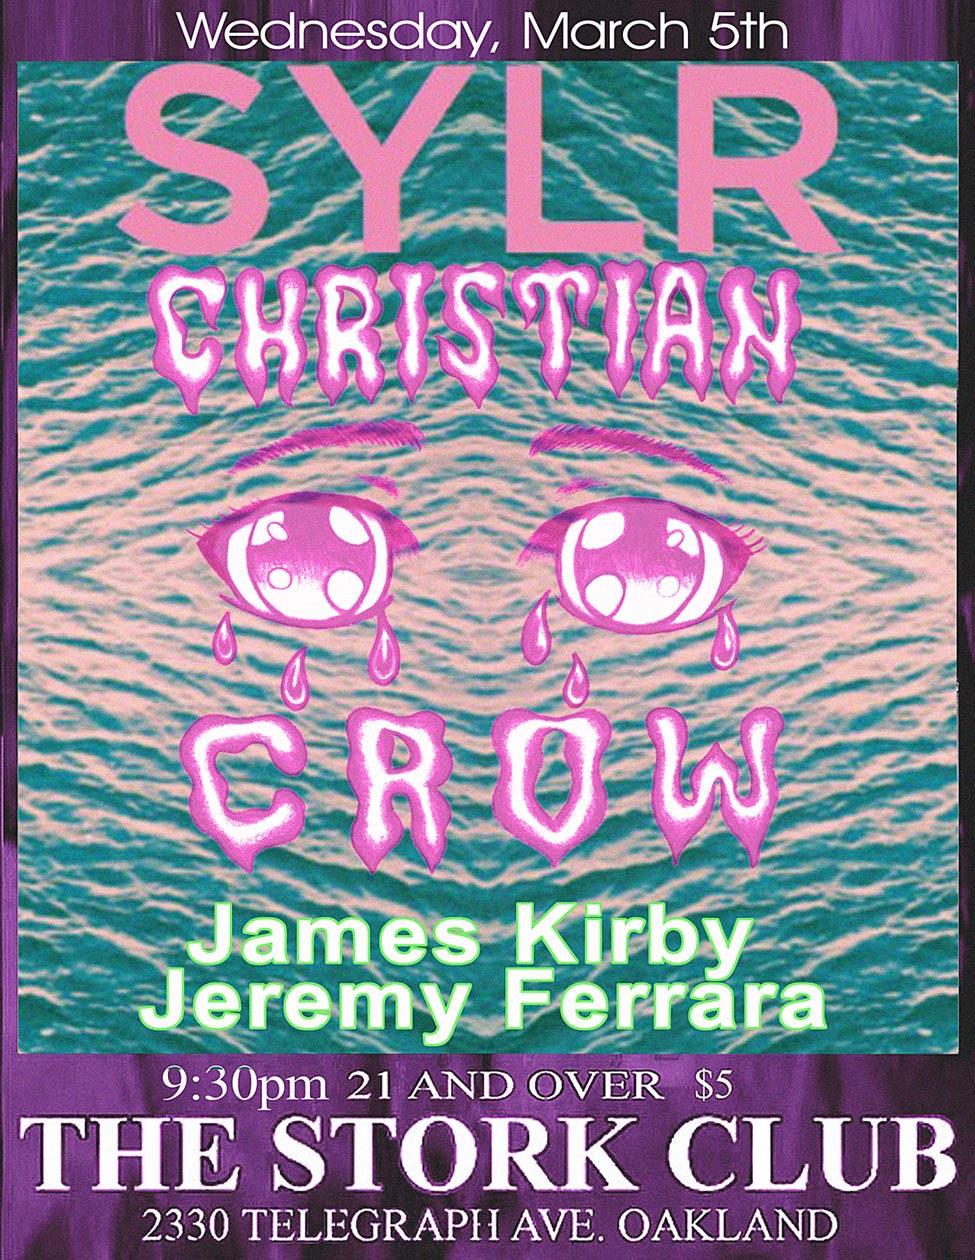 Wednesday, March 5th
SYLR
CHRISTIAN
CROW
James Kirby
Jeremy Ferrara
9:30pm 21 AND OVER $5
THE STORK CLUB
2330 TELEGRAPH AVE. OAKLAND